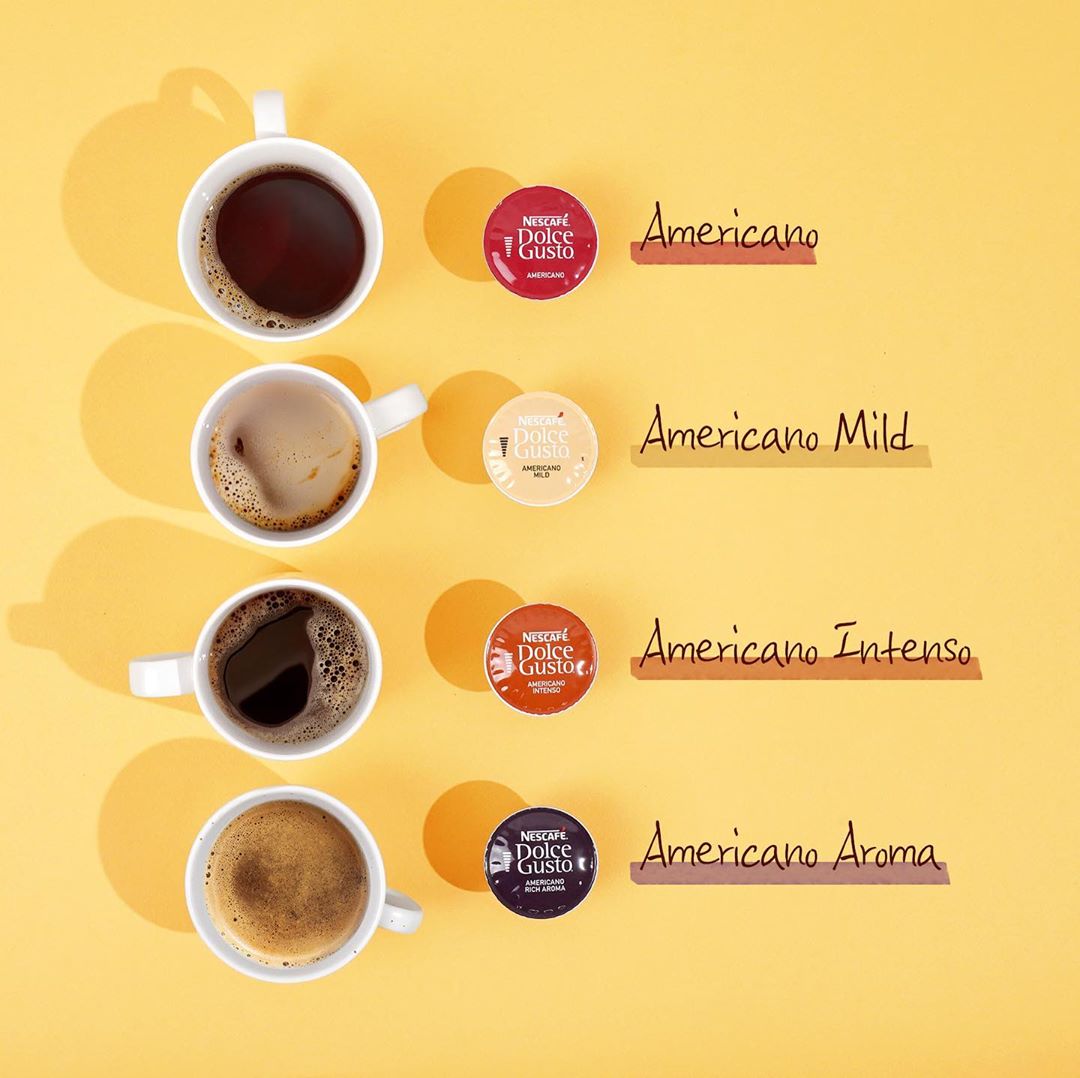 NESCAFÉ
Dolce
Gusto
AMERICANO
Americano
NESCAFÉ
Dolce
Gusto
AMERICANO
MILD
Americano Mild
NESCAFÉ
Dolce
Gusto
AMERICANO
INTENSO
Americano Intenso
NESCAFÉ
Dolce
Gusto
AMERICANO
RICH AROMA
Americano Aroma